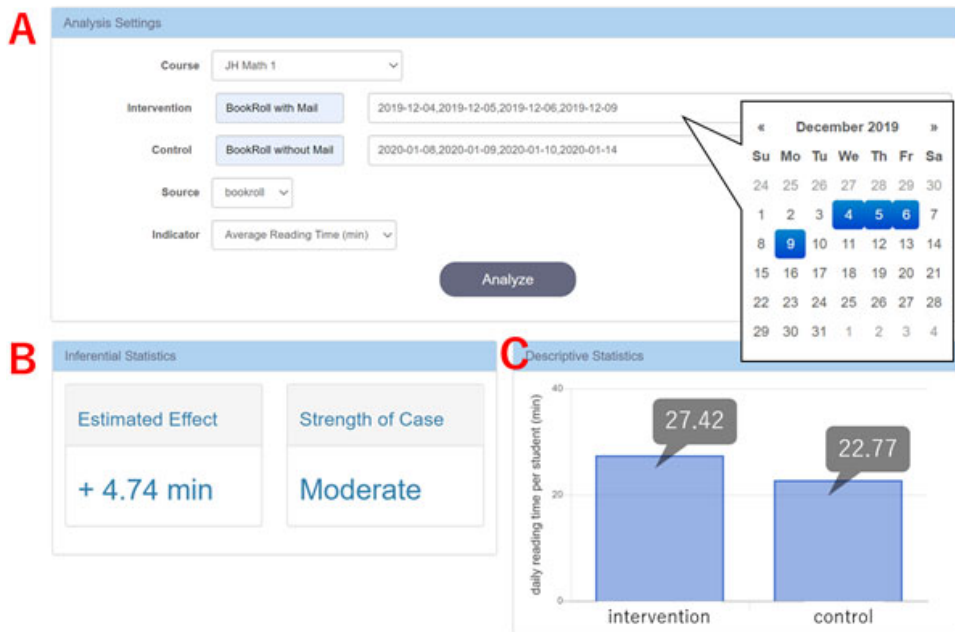 A
Analysis Settings
Course
JH Math 1
Intervention
BookRoll with Mail
2019-12-04,2019-12-05,2019-12-06,2019-12-09
Control
BookRoll without Mail
2020-01-08,2020-01-09,2020-01-10,2020-01-14
Source
bookroll
Indicator
Average Reading Time (min)
Analyze
« December 2019 »
Su Mo Tu We Th Fr Sa
24 25 26 27 28 29 30
1 2 3 4 5 6 7
8 9 10 11 12 13 14
15 16 17 18 19 20 21
22 23 24 25 26 27 28
29 30 31 1 2 3 4
B
Inferential Statistics
Estimated Effect
+ 4.74 min
Strength of Case
Moderate
C
Descriptive Statistics
daily reading time per student (min)
40
20
0
27.42
22.77
intervention
control